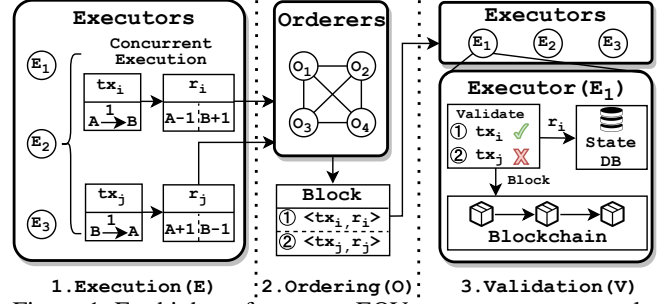 Executors
Concurrent
Execution
E1
E2
E3
txi
1
A→B
ri
A-1 B+1
txj
1
B→A
rj
A+1 B-1
1.Execution(E)
Orderers
O1 O2
O3 O4
Block
① <txi,ri>
② <txj,rj>
2.Ordering(O)
Executors
E1 E2 E3
Executor(E1)
Validate
① txi ✓
② txj X
ri
State
DB
Block
Blockchain
3.Validation(V)